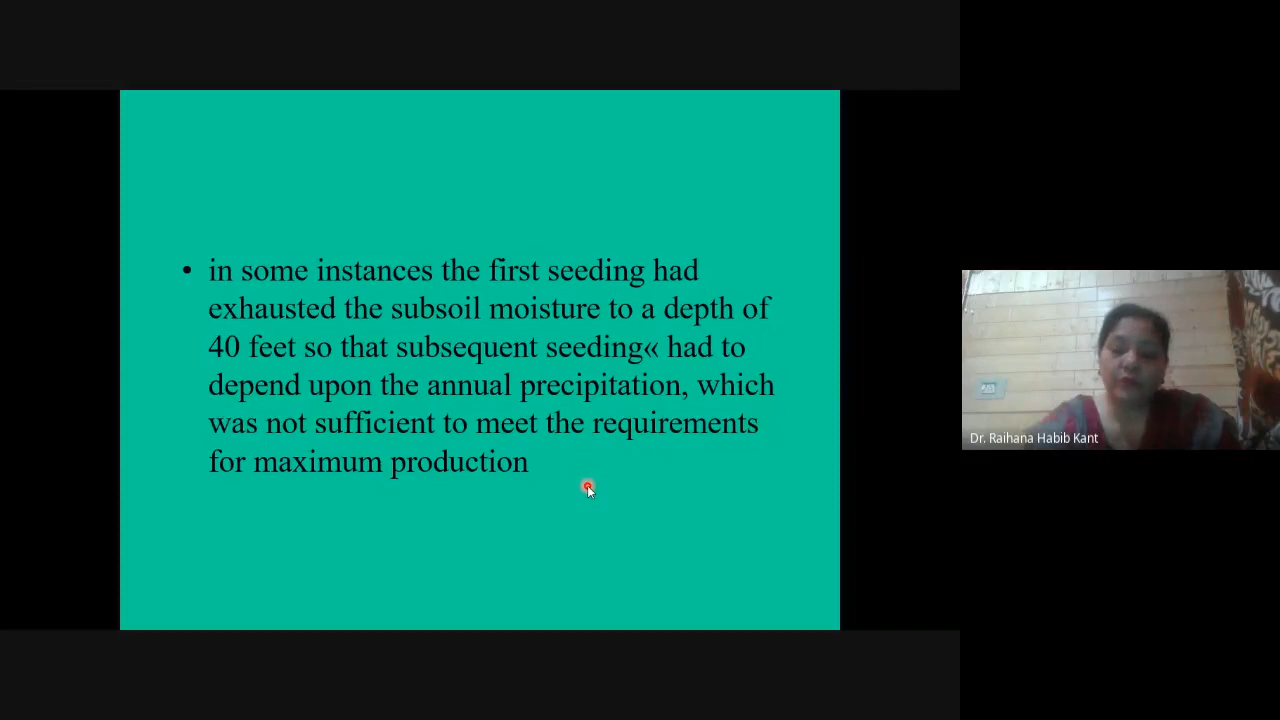 • in some instances the first seeding had
exhausted the subsoil moisture to a depth of
40 feet so that subsequent seeding« had to
depend upon the annual precipitation, which
was not sufficient to meet the requirements
for maximum production
Dr. Raihana Habib Kant